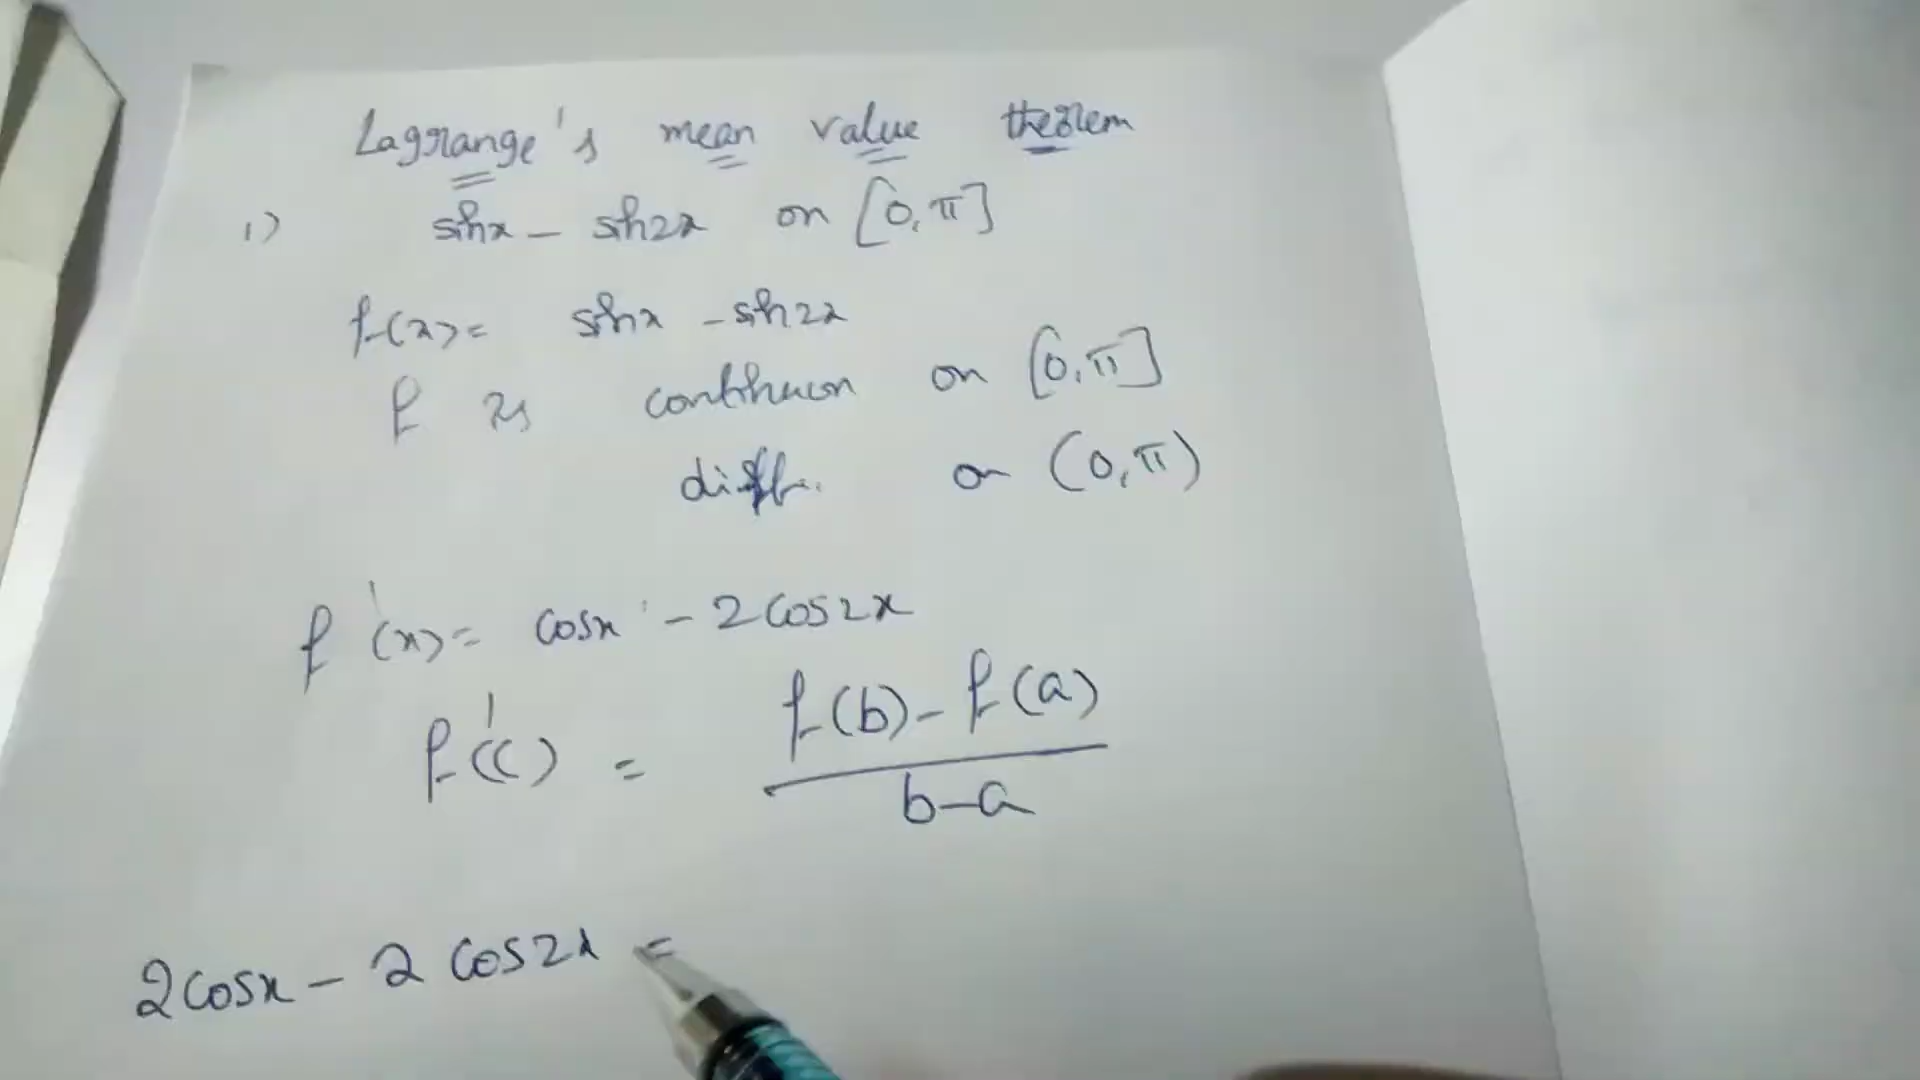 Lagrange's mean value theorem
1) sinx - sin2x on [0, π]
f(x) = sinx - sin2x
f is continuous on [0, π]
diff. on (0, π)
f'(x) = cosx - 2cos2x
f'(c) = f(b) - f(a) / b-a
2cosx - 2cos2x =